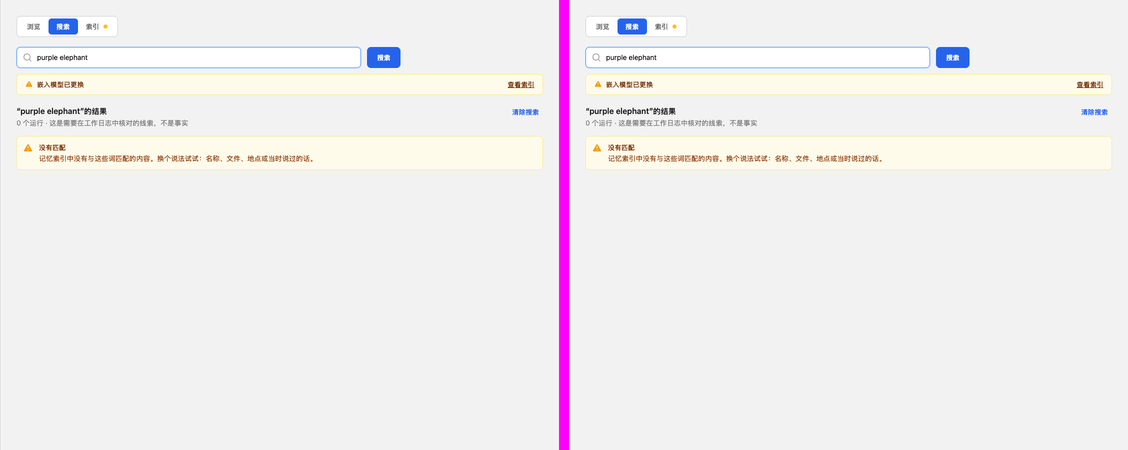 浏览 搜索 索引
purple elephant 搜索
嵌入模型已更换 查看索引
“purple elephant”的结果 清除搜索
0 个运行 · 这是需要在工作日志中核对的线索，不是事实
没有匹配
记忆索引中没有与这些词匹配的内容。换个说法试试：名称、文件、地点或当时说过的话。
浏览 搜索 索引
purple elephant 搜索
嵌入模型已更换 查看索引
“purple elephant”的结果 清除搜索
0 个运行 · 这是需要在工作日志中核对的线索，不是事实
没有匹配
记忆索引中没有与这些词匹配的内容。换个说法试试：名称、文件、地点或当时说过的话。